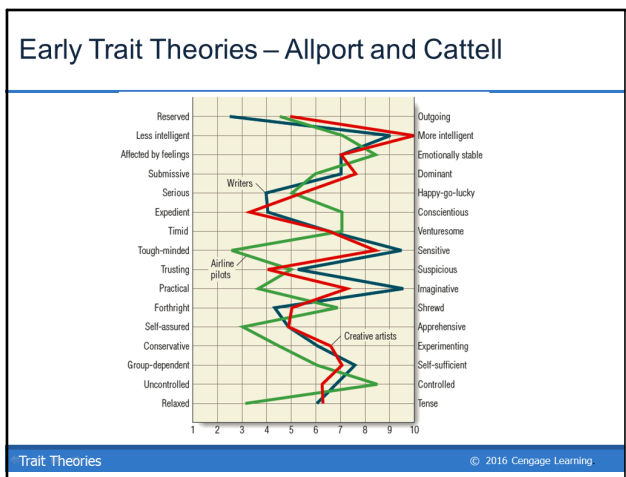 Early Trait Theories – Allport and Cattell
Reserved Outgoing
Less intelligent More intelligent
Affected by feelings Emotionally stable
Submissive Dominant
Writers
Serious Happy-go-lucky
Expedient Conscientious
Timid Venturesome
Tough-minded Sensitive
Airline
pilots
Trusting Suspicious
Practical Imaginative
Forthright Shrewd
Self-assured Apprehensive
Creative artists
Conservative Experimenting
Group-dependent Self-sufficient
Uncontrolled Controlled
Relaxed Tense
1 2 3 4 5 6 7 8 9 10
Trait Theories © 2016 Cengage Learning.